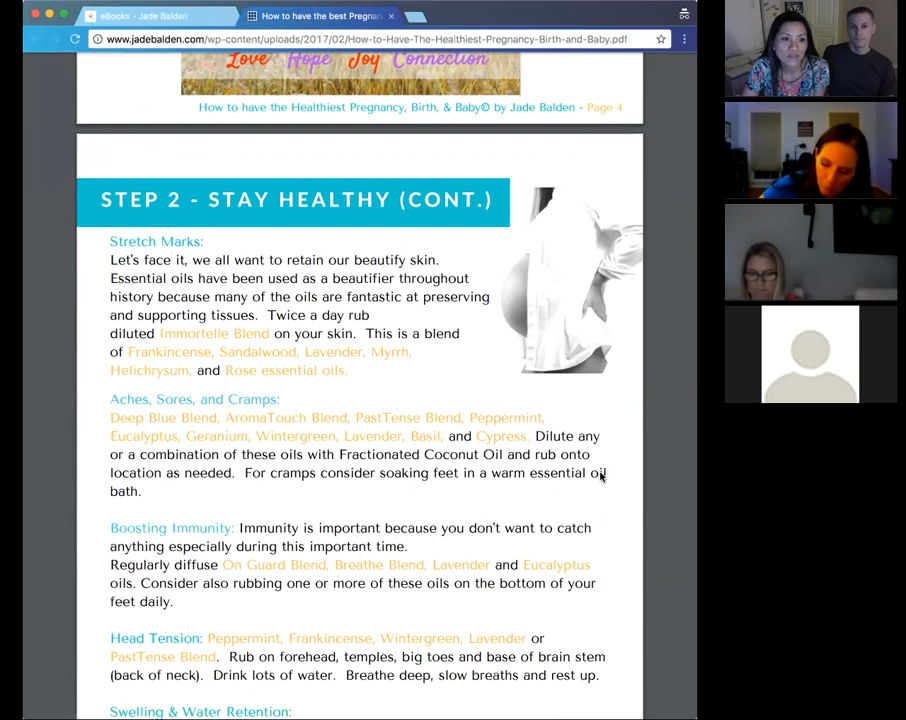 eBooks - Jade Balden
How to have the best Pregnan
www.jadebalden.com/wp-content/uploads/2017/02/How-to-Have-The-Healthiest-Pregnancy-Birth-and-Baby.pdf
Love Hope Joy Connection
How to have the Healthiest Pregnancy, Birth, & Baby© by Jade Balden - Page 4
STEP 2 - STAY HEALTHY (CONT.)
Stretch Marks:
Let's face it, we all want to retain our beautify skin.
Essential oils have been used as a beautifier throughout
history because many of the oils are fantastic at preserving
and supporting tissues. Twice a day rub
diluted Immortelle Blend on your skin. This is a blend
of Frankincense, Sandalwood, Lavender, Myrrh,
Helichrysum, and Rose essential oils.
Aches, Sores, and Cramps:
Deep Blue Blend, AromaTouch Blend, PastTense Blend, Peppermint,
Eucalyptus, Geranium, Wintergreen, Lavender, Basil, and Cypress. Dilute any
or a combination of these oils with Fractionated Coconut Oil and rub onto
location as needed. For cramps consider soaking feet in a warm essential oil
bath.
Boosting Immunity: Immunity is important because you don't want to catch
anything especially during this important time.
Regularly diffuse On Guard Blend, Breathe Blend, Lavender and Eucalyptus
oils. Consider also rubbing one or more of these oils on the bottom of your
feet daily.
Head Tension: Peppermint, Frankincense, Wintergreen, Lavender or
PastTense Blend. Rub on forehead, temples, big toes and base of brain stem
(back of neck). Drink lots of water. Breathe deep, slow breaths and rest up.
Swelling & Water Retention: